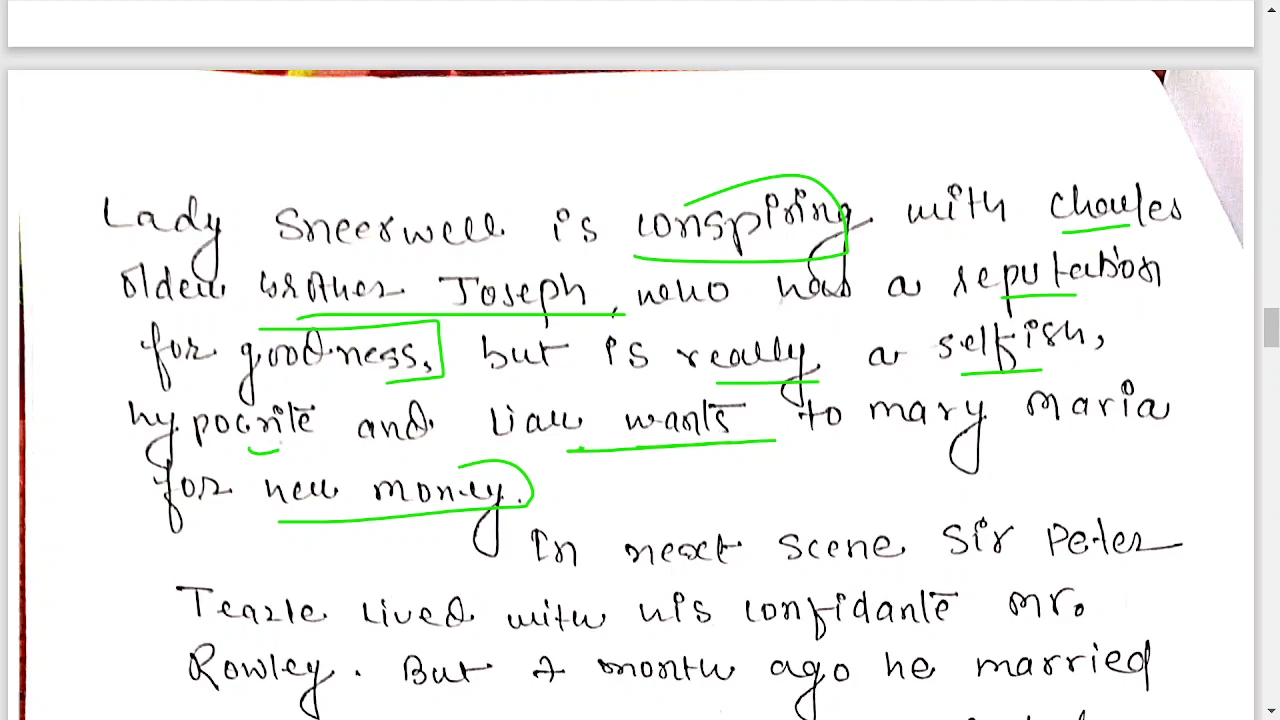 Lady Sneerwell is conspiring with Charles
older brother Joseph, who has a reputation
for goodness, but is really a selfish,
hypocrite and liar wants to mary Maria
for her money.
In next scene Sir Peter
Teazle lived with his confidante Mr.
Rowley. But 7 month ago he married